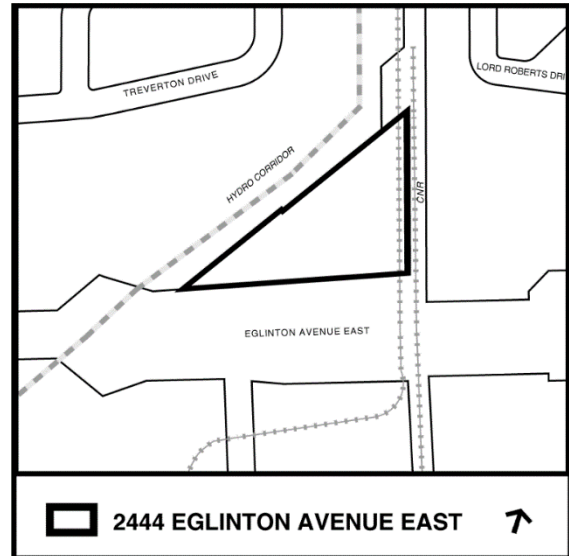 TREVERTON DRIVE
LORD ROBERTS DRI
HYDRO CORRIDOR
CNR
EGLINTON AVENUE EAST
2444 EGLINTON AVENUE EAST